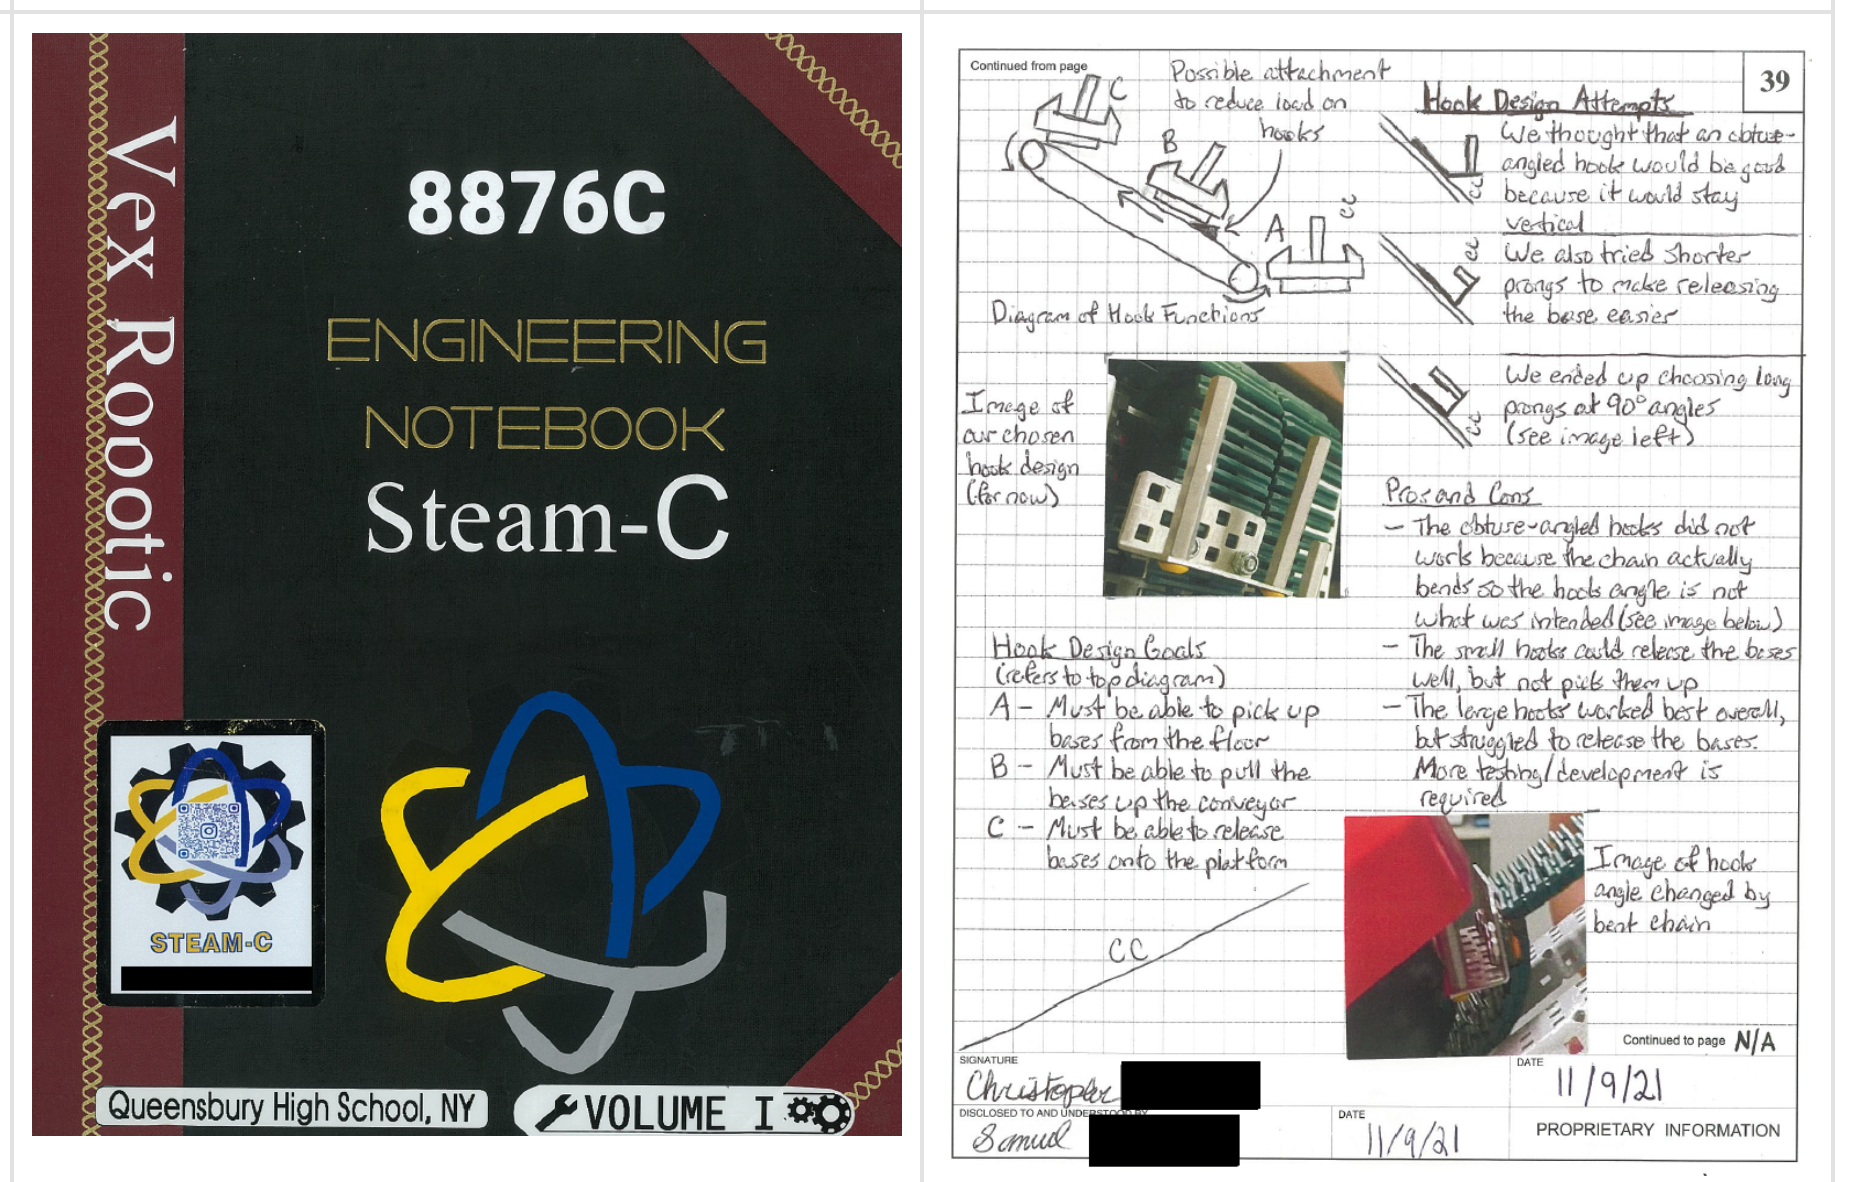 Vex Robotic
8876C
ENGINEERING
NOTEBOOK
Steam-C
STEAM-C
Queensbury High School, NY
VOLUME I
Continued from page
39
Possible attachment
to reduce load on
hooks
C
B
A
CC
Diagram of Hook Functions
Hook Design Attempts
We thought that an obtuse-
angled hook would be good
because it would stay
vertical
CC
We also tried shorter
prongs to make releasing
the base easier
CC
We ended up choosing long
prongs at 90° angles
(see image left)
CC
Image of
our chosen
hook design
(for now)
Hook Design Goals
(refers to top diagram)
A - Must be able to pick up
bases from the floor
B - Must be able to pull the
bases up the conveyor
C - Must be able to release
bases onto the platform
CC
Pros and Cons
- The obtuse-angled hooks did not
work because the chain actually
bends so the hooks angle is not
what was intended (see image below)
- The small hooks could release the bases
well, but not pick them up
- The large hooks worked best overall,
but struggled to release the bases.
More testing/development is
required
Image of hook
angle changed by
bent chain
Continued to page N/A
SIGNATURE
Christopher
DATE
11/9/21
DISCLOSED TO AND UNDERSTOOD BY
Samuel
DATE
11/9/21
PROPRIETARY INFORMATION